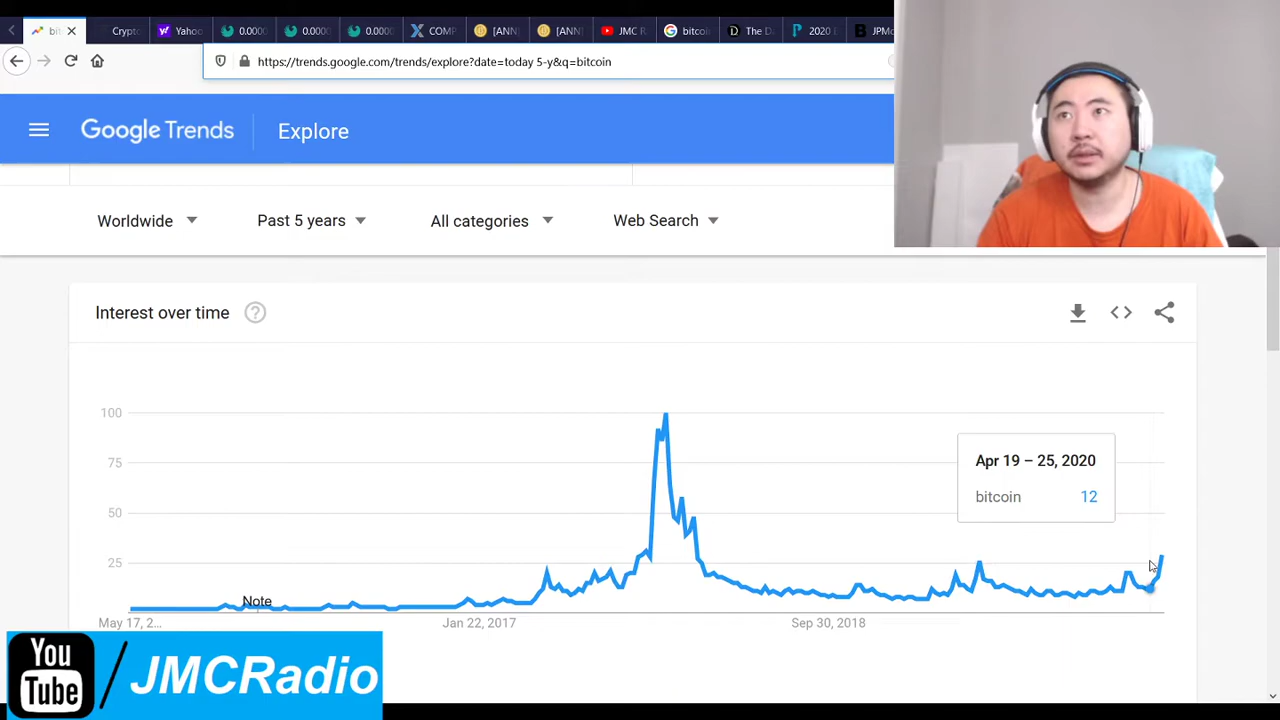 bi
Crypto
Yahoo
0.0000
0.0000
0.0000
COMP
[ANN]
[ANN]
JMC R
bitcoi
The D
2020 E
JPMo
https://trends.google.com/trends/explore?date=today 5-y&q=bitcoin
Google Trends
Explore
Worldwide
Past 5 years
All categories
Web Search
Interest over time
?
100
75
50
25
Apr 19 – 25, 2020
bitcoin 12
Note
May 17, 2...
Jan 22, 2017
Sep 30, 2018
You Tube / JMCRadio